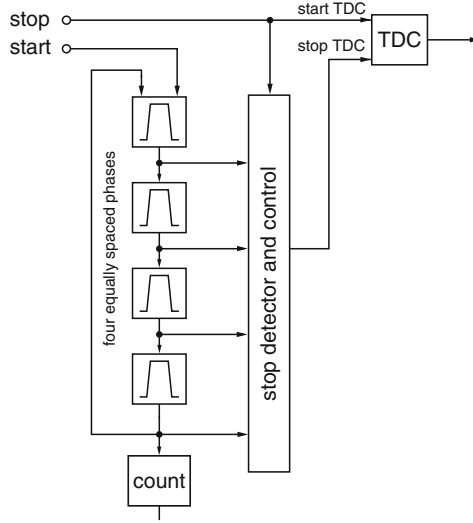 stop
start TDC
start
stop TDC
TDC
four equally spaced phases
stop detector and control
count